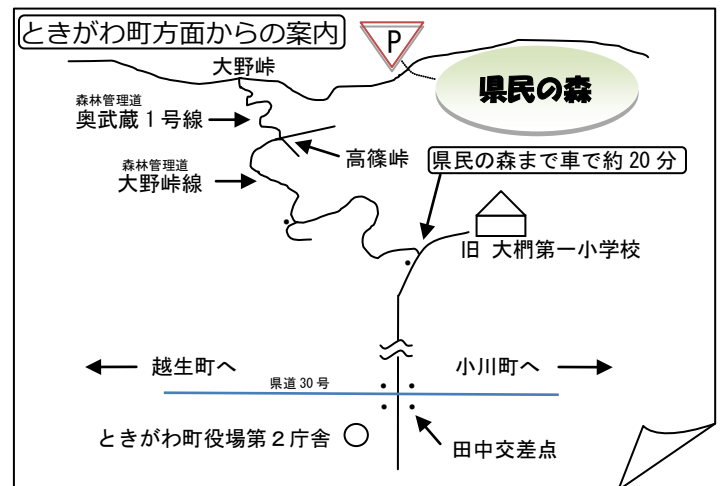 ときがわ町方面からの案内
P
大野峠
県民の森
森林管理道
奥武蔵1号線
高篠峠
県民の森まで車で約20分
森林管理道
大野峠線
旧 大椚第一小学校
越生町へ
小川町へ
県道30号
ときがわ町役場第2庁舎
田中交差点